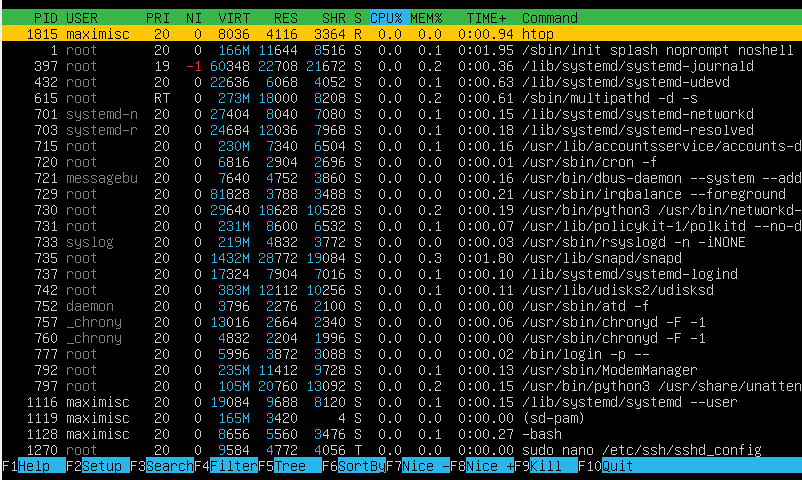 PID USER PRI NI VIRT RES SHR S CPU% MEM% TIME+ Command
1815 maximisc 20 0 8036 4116 3364 R 0.0 0.0 0:00.94 htop
1 root 20 0 166M 11644 8516 S 0.0 0.1 0:01.95 /sbin/init splash noprompt noshell
397 root 19 -1 60348 22708 21672 S 0.0 0.2 0:00.36 /lib/systemd/systemd-journald
432 root 20 0 22636 6068 4052 S 0.0 0.1 0:00.63 /lib/systemd/systemd-udevd
615 root RT 0 273M 18000 8208 S 0.0 0.2 0:00.61 /sbin/multipathd -d -s
701 systemd-n 20 0 27404 8040 7080 S 0.0 0.1 0:00.15 /lib/systemd/systemd-networkd
703 systemd-r 20 0 24684 12036 7968 S 0.0 0.1 0:00.18 /lib/systemd/systemd-resolved
715 root 20 0 230M 7340 6504 S 0.0 0.1 0:00.16 /usr/lib/accountsservice/accounts-d
720 root 20 0 6816 2904 2696 S 0.0 0.0 0:00.01 /usr/sbin/cron -f
721 messagebu 20 0 7640 4752 3860 S 0.0 0.0 0:00.16 /usr/bin/dbus-daemon --system --add
729 root 20 0 81828 3788 3488 S 0.0 0.0 0:00.21 /usr/sbin/irqbalance --foreground
730 root 20 0 29640 18628 10528 S 0.0 0.2 0:00.19 /usr/bin/python3 /usr/bin/networkd-
731 root 20 0 231M 8600 6532 S 0.0 0.1 0:00.07 /usr/lib/policykit-1/polkitd --no-d
733 syslog 20 0 219M 4832 3772 S 0.0 0.0 0:00.03 /usr/sbin/rsyslogd -n -iNONE
735 root 20 0 1432M 28772 19084 S 0.0 0.3 0:01.80 /usr/lib/snapd/snapd
737 root 20 0 17324 7904 7016 S 0.0 0.1 0:00.10 /lib/systemd/systemd-logind
742 root 20 0 383M 12112 10256 S 0.0 0.1 0:00.11 /usr/lib/udisks2/udisksd
752 daemon 20 0 3796 2276 2100 S 0.0 0.0 0:00.00 /usr/sbin/atd -f
757 _chrony 20 0 13016 2664 2340 S 0.0 0.0 0:00.06 /usr/sbin/chronyd -F -1
760 _chrony 20 0 4832 2204 1996 S 0.0 0.0 0:00.00 /usr/sbin/chronyd -F -1
777 root 20 0 5996 3872 3088 S 0.0 0.0 0:00.02 /bin/login -p --
792 root 20 0 235M 11412 9728 S 0.0 0.1 0:00.13 /usr/sbin/ModemManager
797 root 20 0 105M 20760 13092 S 0.0 0.2 0:00.15 /usr/bin/python3 /usr/share/unatten
1116 maximisc 20 0 19084 9688 8120 S 0.0 0.1 0:00.15 /lib/systemd/systemd --user
1119 maximisc 20 0 165M 3420 4 S 0.0 0.0 0:00.00 (sd-pam)
1128 maximisc 20 0 8656 5560 3476 S 0.0 0.1 0:00.27 -bash
1270 root 20 0 9584 4772 4056 T 0.0 0.0 0:00.00 sudo nano /etc/ssh/sshd_config
F1Help F2Setup F3SearchF4FilterF5Tree F6SortByF7Nice -F8Nice +F9Kill F10Quit